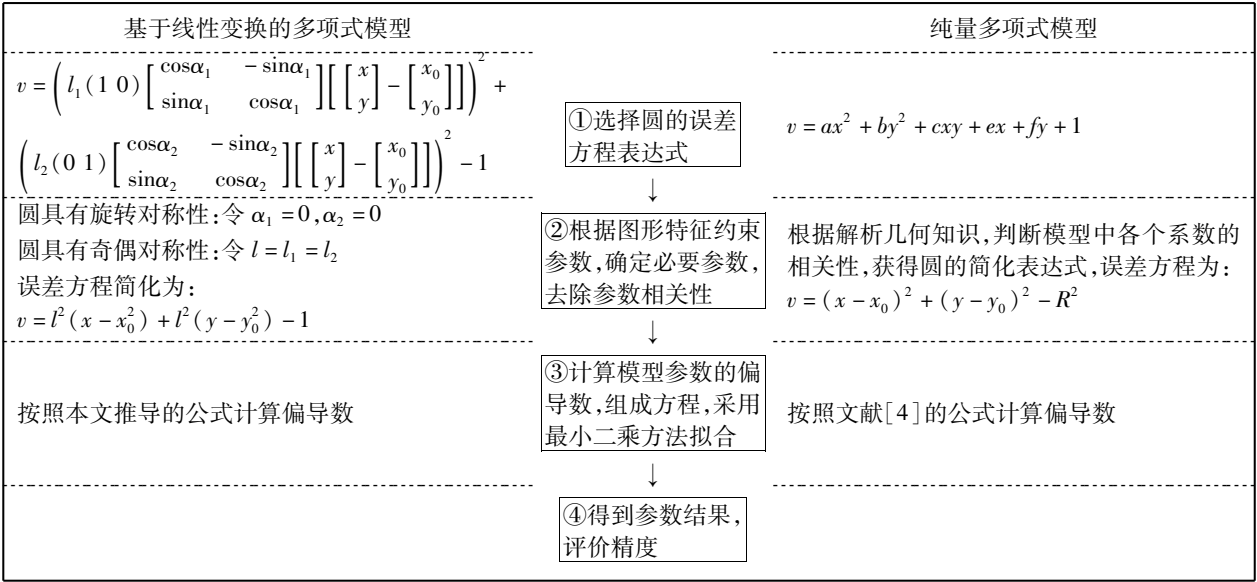 基于线性变换的多项式模型
纯量多项式模型
v = ( l₁(1 0) [ cosα₁ －sinα₁ ; sinα₁ cosα₁ ] [ [ x ; y ] － [ x₀ ; y₀ ] ] )² +
( l₂(0 1) [ cosα₂ －sinα₂ ; sinα₂ cosα₂ ] [ [ x ; y ] － [ x₀ ; y₀ ] ] )² － 1
①选择圆的误差
方程表达式
v = ax² + by² + cxy + ex + fy + 1
↓
圆具有旋转对称性:令 α₁ = 0, α₂ = 0
圆具有奇偶对称性:令 l = l₁ = l₂
误差方程简化为:
v = l²(x － x₀²) + l²(y － y₀²) － 1
②根据图形特征约束
参数,确定必要参数,
去除参数相关性
根据解析几何知识,判断模型中各个系数的
相关性,获得圆的简化表达式,误差方程为:
v = (x － x₀)² + (y － y₀)² － R²
↓
按照本文推导的公式计算偏导数
③计算模型参数的偏
导数,组成方程,采用
最小二乘方法拟合
按照文献[4]的公式计算偏导数
↓
④得到参数结果,
评价精度